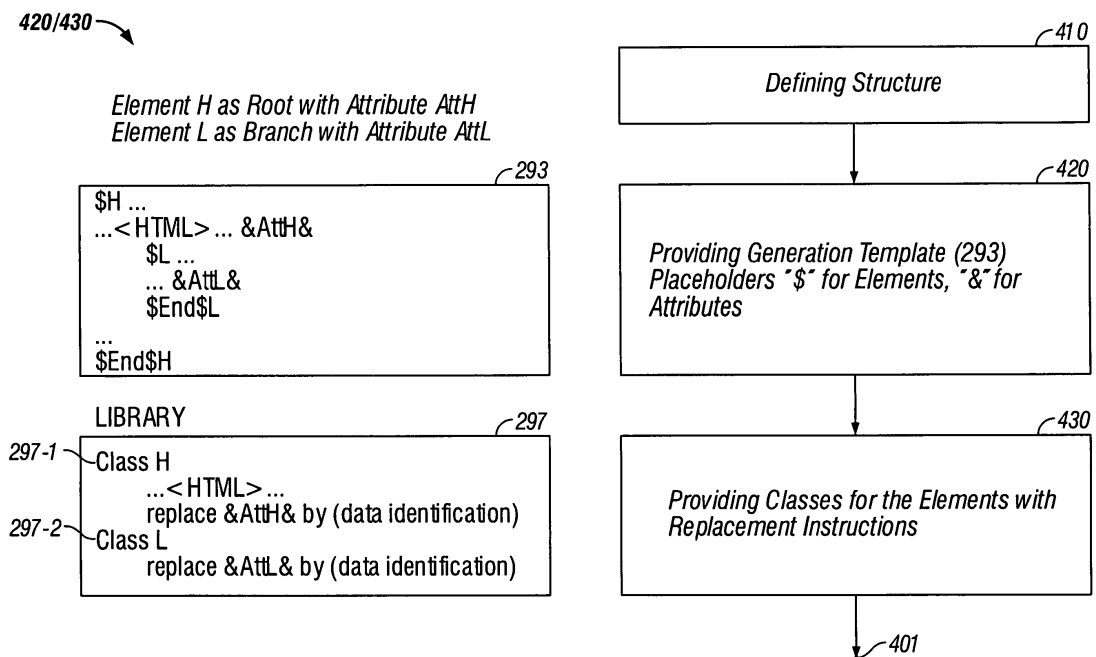 420/430
Element H as Root with Attribute AttH
Element L as Branch with Attribute AttL
293
$H ...
...<HTML>... &AttH&
$L ...
... &AttL&
$End$L
...
$End$H
LIBRARY
297
297-1
Class H
...<HTML>...
replace &AttH& by (data identification)
297-2
Class L
replace &AttL& by (data identification)
410
Defining Structure
420
Providing Generation Template (293)
Placeholders "$" for Elements, "&" for
Attributes
430
Providing Classes for the Elements with
Replacement Instructions
401